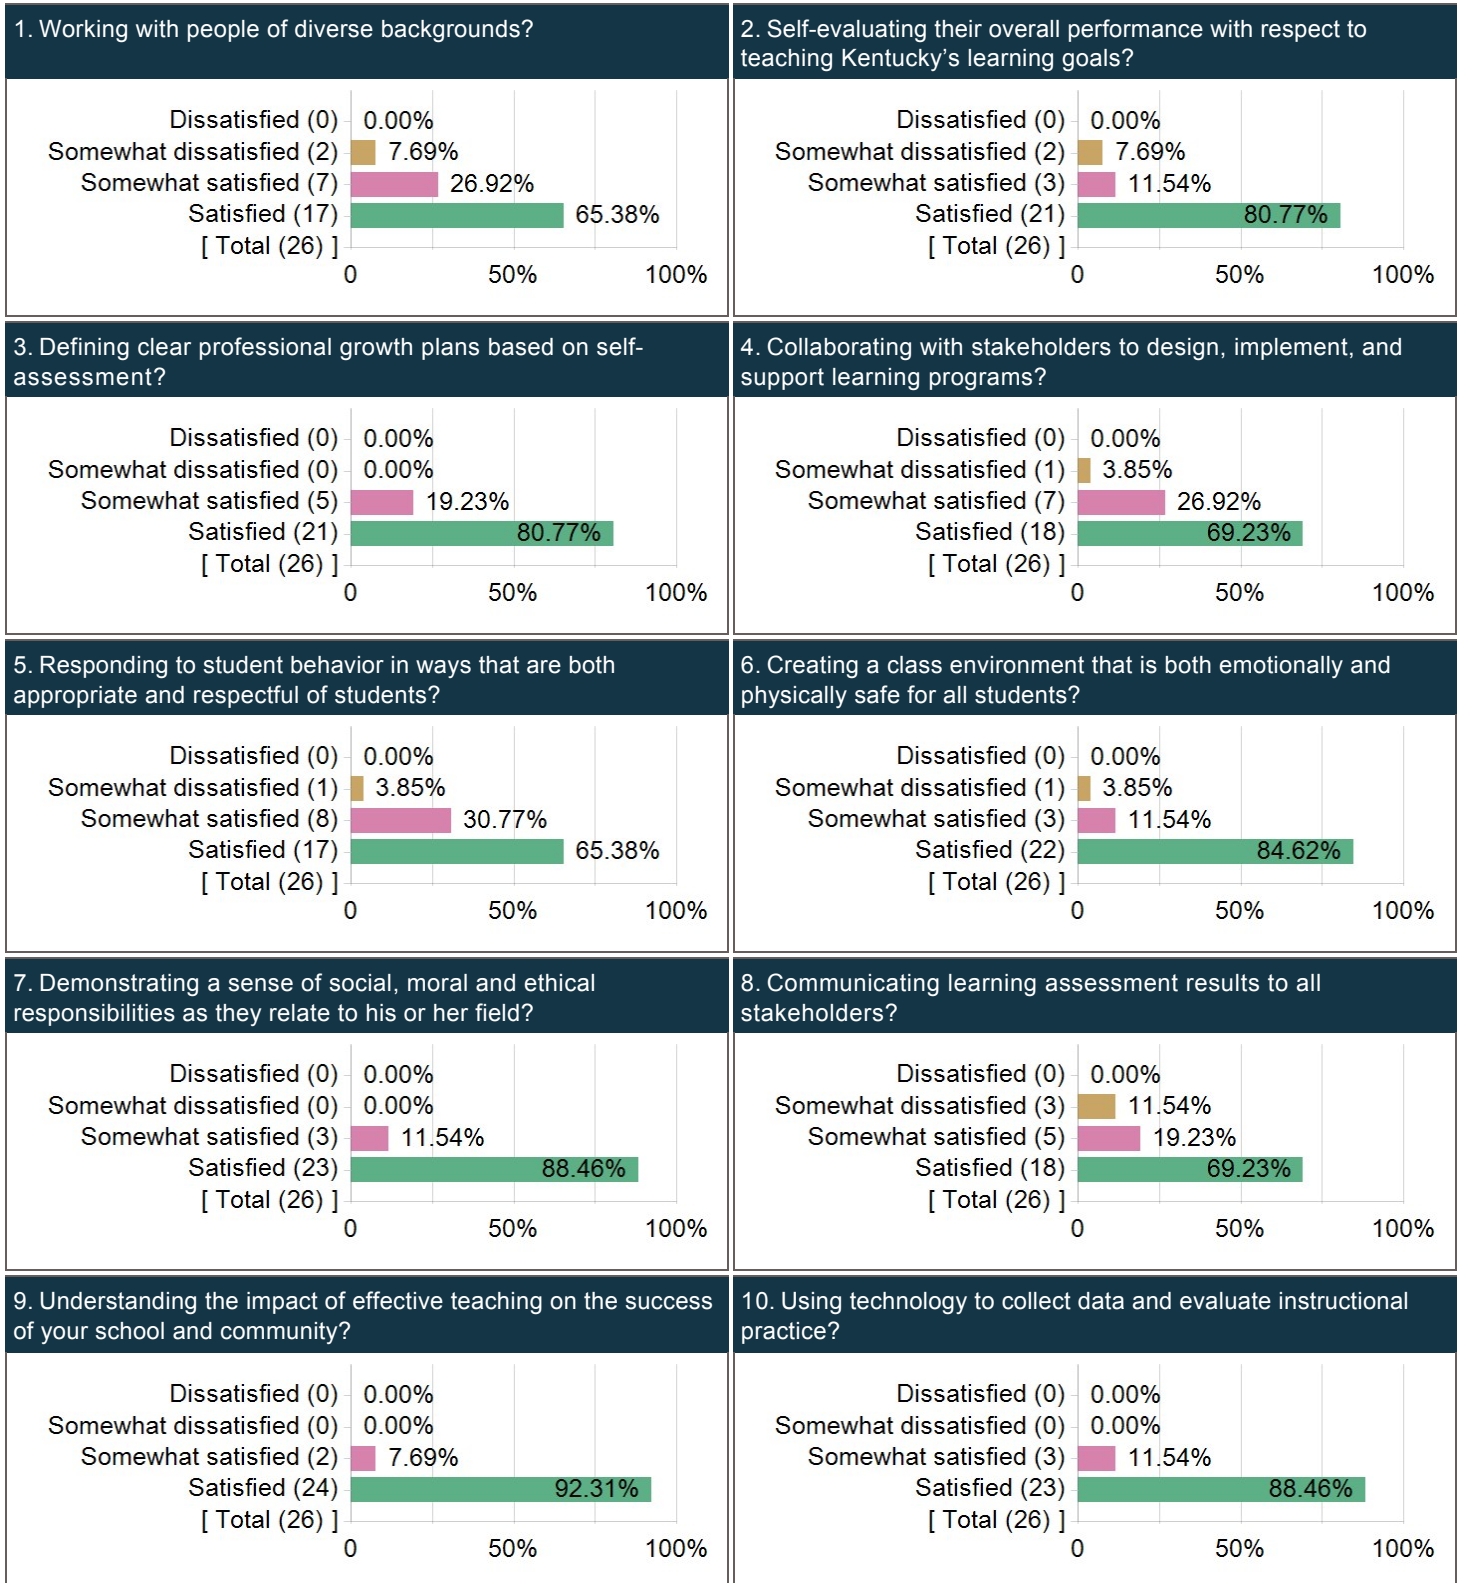 1. Working with people of diverse backgrounds?
Dissatisfied (0) 0.00%
Somewhat dissatisfied (2) 7.69%
Somewhat satisfied (7) 26.92%
Satisfied (17) 65.38%
[ Total (26) ]
0 50% 100%
2. Self-evaluating their overall performance with respect to
teaching Kentucky’s learning goals?
Dissatisfied (0) 0.00%
Somewhat dissatisfied (2) 7.69%
Somewhat satisfied (3) 11.54%
Satisfied (21) 80.77%
[ Total (26) ]
0 50% 100%
3. Defining clear professional growth plans based on self-
assessment?
Dissatisfied (0) 0.00%
Somewhat dissatisfied (0) 0.00%
Somewhat satisfied (5) 19.23%
Satisfied (21) 80.77%
[ Total (26) ]
0 50% 100%
4. Collaborating with stakeholders to design, implement, and
support learning programs?
Dissatisfied (0) 0.00%
Somewhat dissatisfied (1) 3.85%
Somewhat satisfied (7) 26.92%
Satisfied (18) 69.23%
[ Total (26) ]
0 50% 100%
5. Responding to student behavior in ways that are both
appropriate and respectful of students?
Dissatisfied (0) 0.00%
Somewhat dissatisfied (1) 3.85%
Somewhat satisfied (8) 30.77%
Satisfied (17) 65.38%
[ Total (26) ]
0 50% 100%
6. Creating a class environment that is both emotionally and
physically safe for all students?
Dissatisfied (0) 0.00%
Somewhat dissatisfied (1) 3.85%
Somewhat satisfied (3) 11.54%
Satisfied (22) 84.62%
[ Total (26) ]
0 50% 100%
7. Demonstrating a sense of social, moral and ethical
responsibilities as they relate to his or her field?
Dissatisfied (0) 0.00%
Somewhat dissatisfied (0) 0.00%
Somewhat satisfied (3) 11.54%
Satisfied (23) 88.46%
[ Total (26) ]
0 50% 100%
8. Communicating learning assessment results to all
stakeholders?
Dissatisfied (0) 0.00%
Somewhat dissatisfied (3) 11.54%
Somewhat satisfied (5) 19.23%
Satisfied (18) 69.23%
[ Total (26) ]
0 50% 100%
9. Understanding the impact of effective teaching on the success
of your school and community?
Dissatisfied (0) 0.00%
Somewhat dissatisfied (0) 0.00%
Somewhat satisfied (2) 7.69%
Satisfied (24) 92.31%
[ Total (26) ]
0 50% 100%
10. Using technology to collect data and evaluate instructional
practice?
Dissatisfied (0) 0.00%
Somewhat dissatisfied (0) 0.00%
Somewhat satisfied (3) 11.54%
Satisfied (23) 88.46%
[ Total (26) ]
0 50% 100%